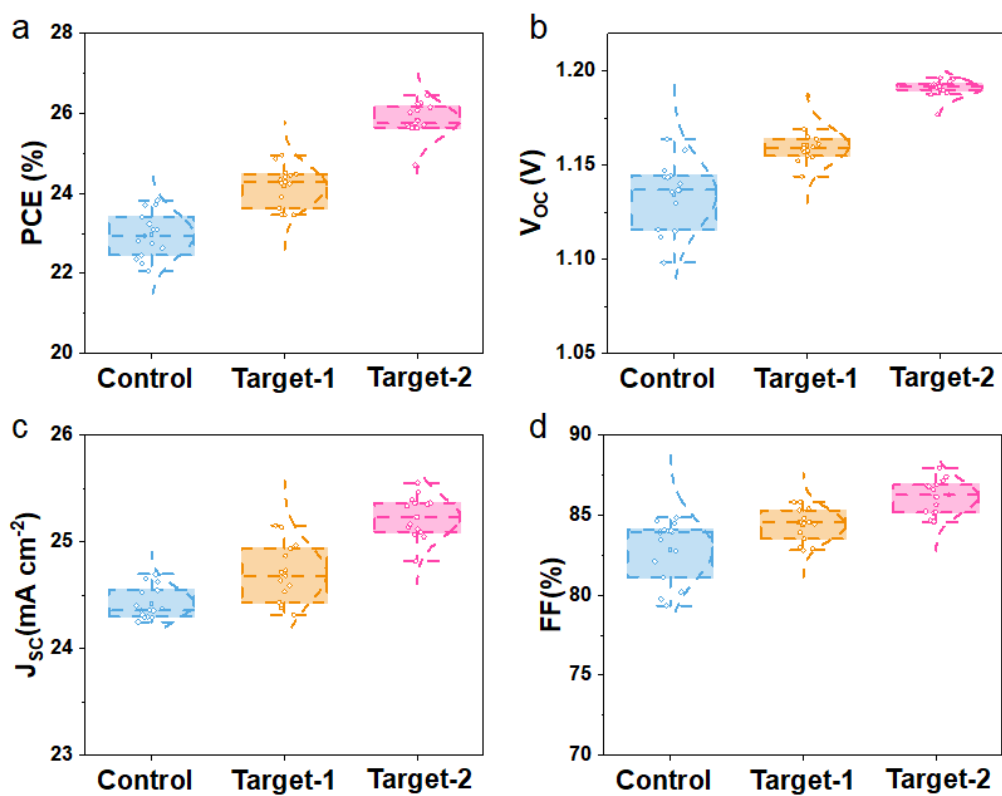 a
28
26
24
22
20
PCE (%)
Control
Target-1
Target-2
b
1.20
1.15
1.10
1.05
VOC (V)
Control
Target-1
Target-2
c
26
25
24
23
JSC(mA cm-2)
Control
Target-1
Target-2
d
90
85
80
75
70
FF(%)
Control
Target-1
Target-2